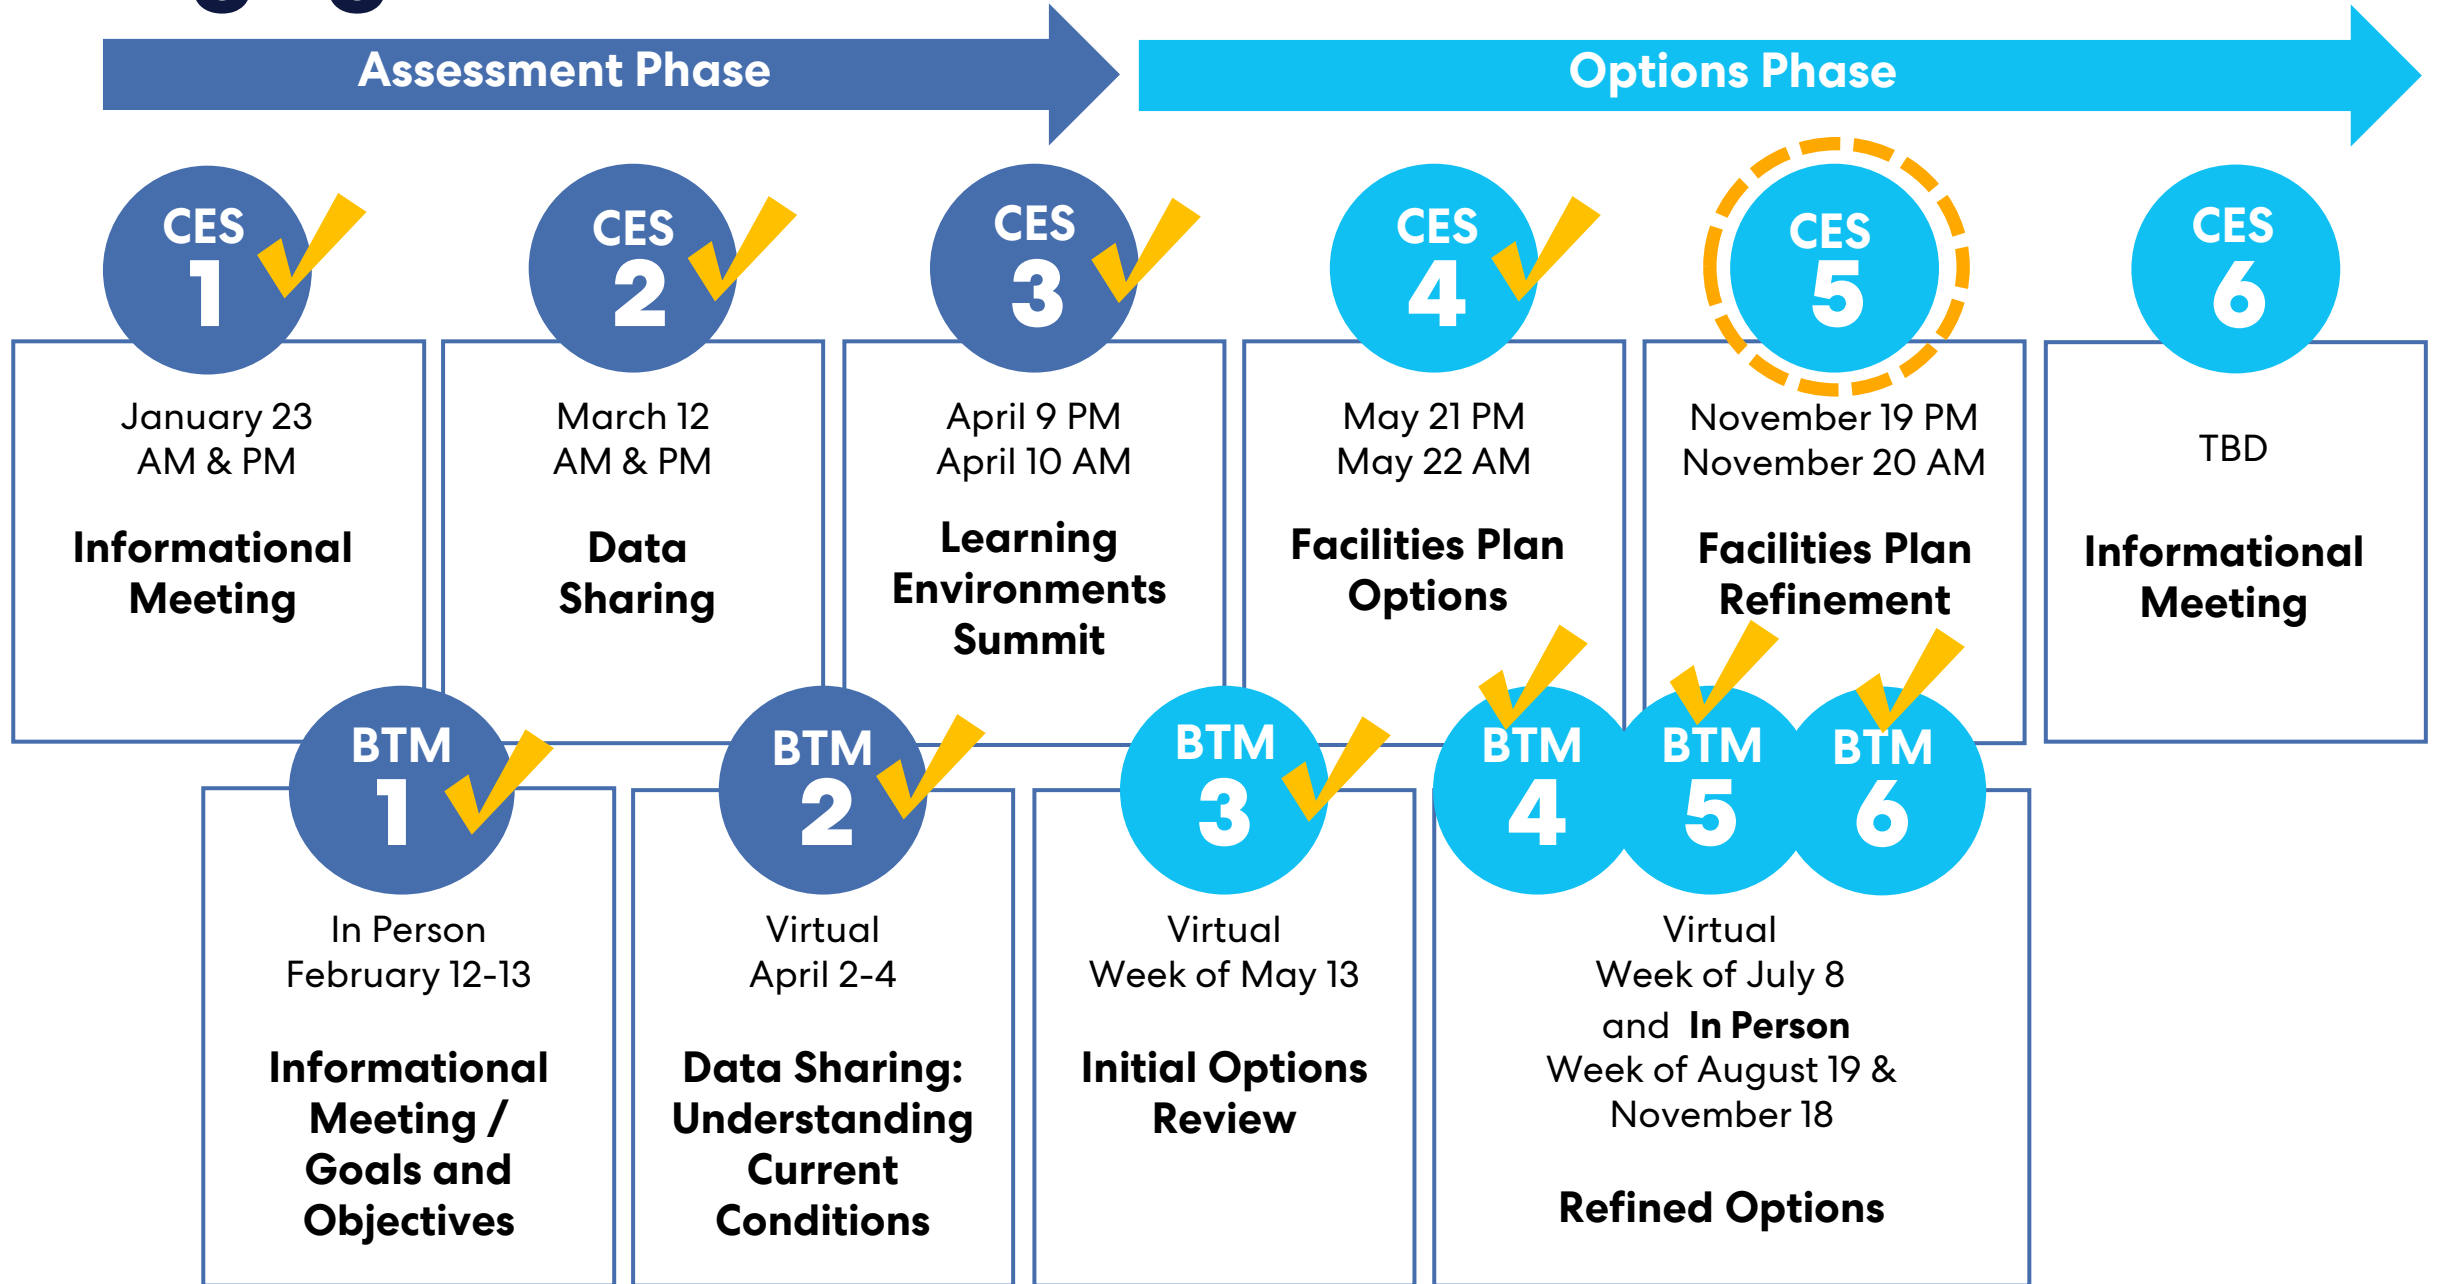 Assessment Phase
Options Phase
CES
1
January 23
AM & PM
Informational
Meeting
CES
2
March 12
AM & PM
Data
Sharing
CES
3
April 9 PM
April 10 AM
Learning
Environments
Summit
CES
4
May 21 PM
May 22 AM
Facilities Plan
Options
CES
5
November 19 PM
November 20 AM
Facilities Plan
Refinement
CES
6
TBD
Informational
Meeting
BTM
1
In Person
February 12-13
Informational
Meeting /
Goals and
Objectives
BTM
2
Virtual
April 2-4
Data Sharing:
Understanding
Current
Conditions
BTM
3
Virtual
Week of May 13
Initial Options
Review
BTM
4
BTM
5
BTM
6
Virtual
Week of July 8
and In Person
Week of August 19 &
November 18
Refined Options